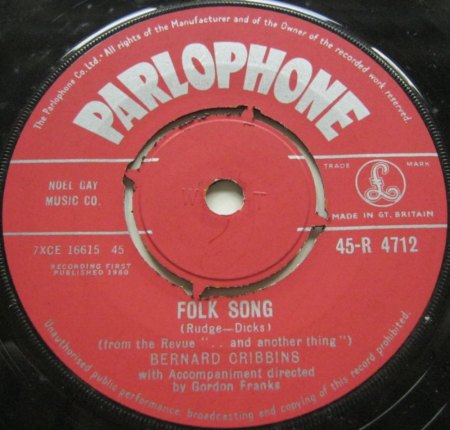 The Parlophone Co. Ltd. · All rights of the Manufacturer and of the Owner of the recorded work reserved.
PARLOPHONE
NOEL GAY
MUSIC CO.
TRADE MARK
£
MADE IN GT. BRITAIN
7XCE 16615 45
45-R 4712
RECORDING FIRST
PUBLISHED 1960
FOLK SONG
(Rudge—Dicks)
(from the Revue ". . and another thing")
BERNARD CRIBBINS
with Accompaniment directed
by Gordon Franks
Unauthorised public performance, broadcasting and copying of this record prohibited.